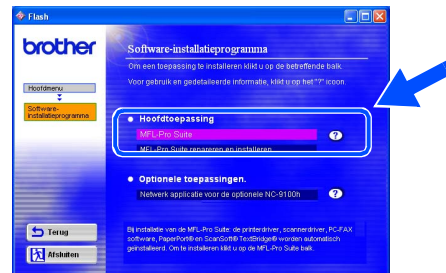 Flash
brother
Software-installatieprogramma
Om een toepassing te installeren klikt u op de betreffende balk.
Voor gebruik en gedetaileerde informatie, klikt u op het "?" icoon.
Hoofdmenu
Software-
installatieprogramma
Hoofdtoepassing
MFL-Pro Suite
?
MFL-Pro Suite repareren en installeren
Optionele toepassingen.
Netwerk applicatie voor de optionele NC-9100h
?
Terug
Afsluiten
Bij installatie van de MFL-Pro Suite: de printerdriver, scannerdriver, PC-FAX
software, PaperPort® en ScanSoft® TextBridge® worden automatisch
geïnstalleerd. Om te installeren klikt u op de MFL-Pro Suite balk.